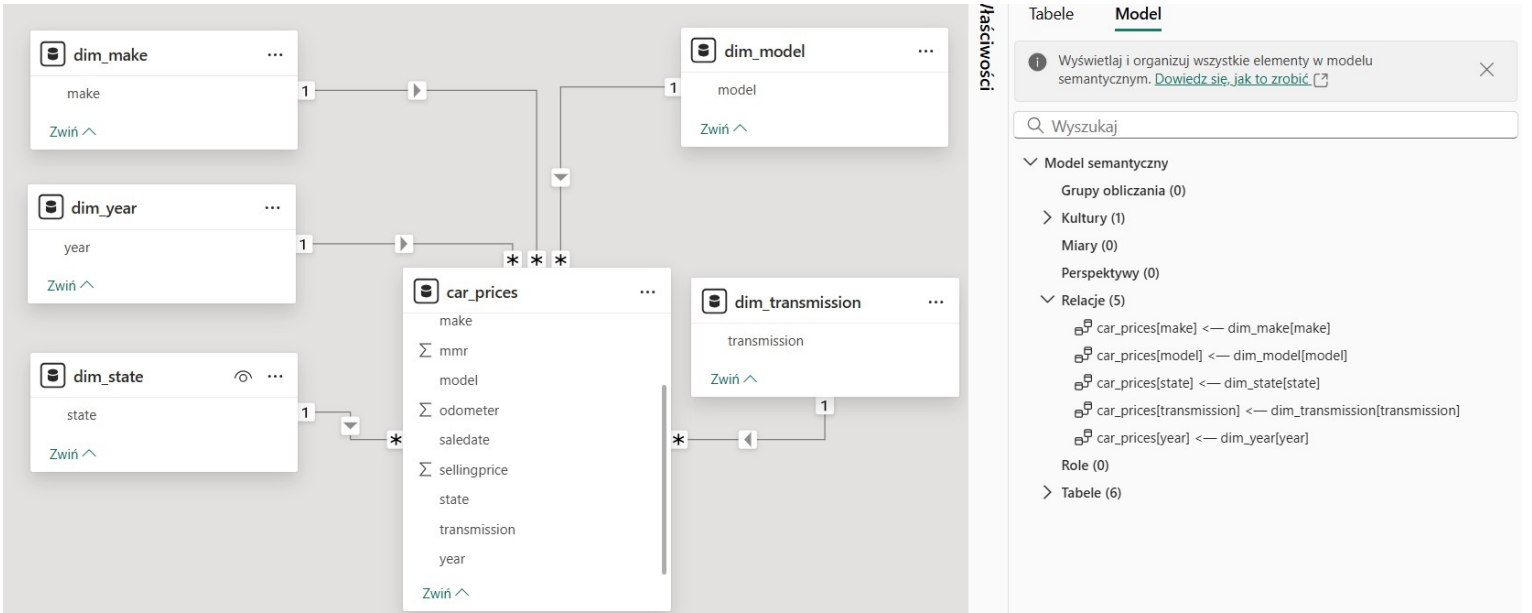 dim_make
make
Zwiń
1
dim_model
model
Zwiń
1
dim_year
year
Zwiń
1
dim_state
state
Zwiń
1
*
* * *
car_prices
make
∑ mmr
model
∑ odometer
saledate
∑ sellingprice
state
transmission
year
Zwiń
dim_transmission
transmission
Zwiń
1
*
Właściwości
Tabele Model
Wyświetlaj i organizuj wszystkie elementy w modelu
semantycznym. Dowiedz się, jak to zrobić
Wyszukaj
Model semantyczny
Grupy obliczania (0)
Kultury (1)
Miary (0)
Perspektywy (0)
Relacje (5)
car_prices[make] <— dim_make[make]
car_prices[model] <— dim_model[model]
car_prices[state] <— dim_state[state]
car_prices[transmission] <— dim_transmission[transmission]
car_prices[year] <— dim_year[year]
Role (0)
Tabele (6)